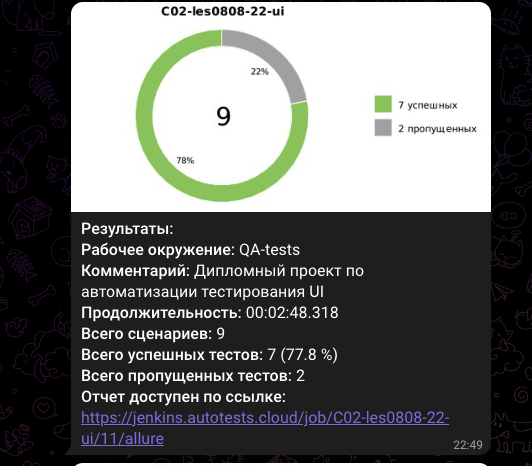 C02-les0808-22-ui
22%
9
78%
7 успешных
2 пропущенных
Результаты:
Рабочее окружение: QA-tests
Комментарий: Дипломный проект по
автоматизации тестирования UI
Продолжительность: 00:02:48.318
Всего сценариев: 9
Всего успешных тестов: 7 (77.8 %)
Всего пропущенных тестов: 2
Отчет доступен по ссылке:
https://jenkins.autotests.cloud/job/C02-les0808-22-
ui/11/allure
22:49